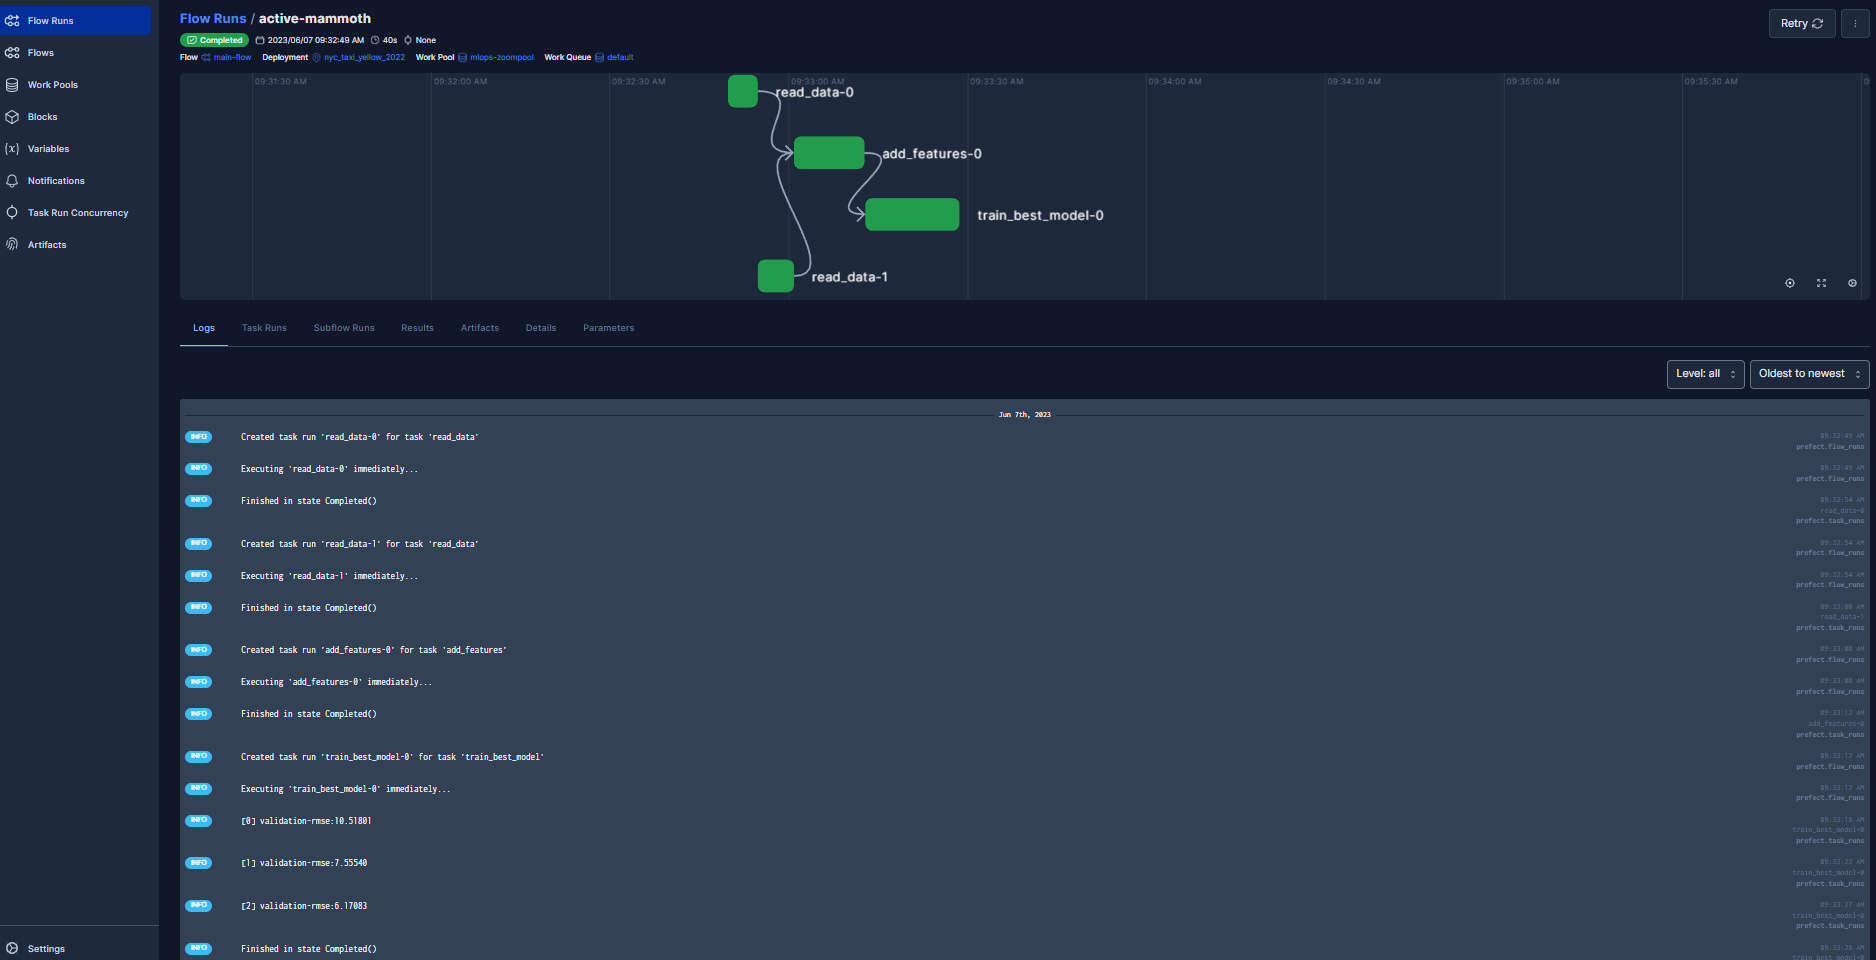 Flow Runs
Flows
Work Pools
Blocks
Variables
Notifications
Task Run Concurrency
Artifacts
Settings
Flow Runs / active-mammoth
Completed 2023/06/07 09:32:49 AM 40s None
Flow main-flow Deployment nyc_taxi_yellow_2022 Work Pool mlops-zoompool Work Queue default
Retry
09:31:30 AM 09:32:00 AM 09:32:30 AM 09:33:00 AM 09:33:30 AM 09:34:00 AM 09:34:30 AM 09:35:00 AM 09:35:30 AM 0
read_data-0
add_features-0
train_best_model-0
read_data-1
Logs Task Runs Subflow Runs Results Artifacts Details Parameters
Level: all Oldest to newest
Jun 7th, 2023
INFO Created task run 'read_data-0' for task 'read_data' 09:32:49 AM
prefect.flow_runs
INFO Executing 'read_data-0' immediately... 09:32:49 AM
prefect.flow_runs
INFO Finished in state Completed() 09:32:54 AM
read_data-0
prefect.task_runs
INFO Created task run 'read_data-1' for task 'read_data' AM
prefect.flow_runs
INFO Executing 'read_data-1' immediately... AM
prefect.flow_runs
INFO Finished in state Completed() 09:33:00 AM
read_data-1
prefect.task_runs
INFO Created task run 'add_features-0' for task 'add_features' 09:33:00 AM
prefect.flow_runs
INFO Executing 'add_features-0' immediately... 09:33:00 AM
prefect.flow_runs
INFO Finished in state Completed() 09:33:12 AM
add_features-0
prefect.task_runs
INFO Created task run 'train_best_model-0' for task 'train_best_model' 09:33:12 AM
prefect.flow_runs
INFO Executing 'train_best_model-0' immediately... 09:33:12 AM
prefect.flow_runs
INFO [0] validation-rmse:10.51801 09:33:18 AM
train_best_model-0
prefect.task_runs
INFO [1] validation-rmse:7.55540 09:33:22 AM
train_best_model-0
prefect.task_runs
INFO [2] validation-rmse:6.17083 09:33:27 AM
train_best_model-0
prefect.task_runs
INFO Finished in state Completed() 09:33:28 AM
train_best_model-0